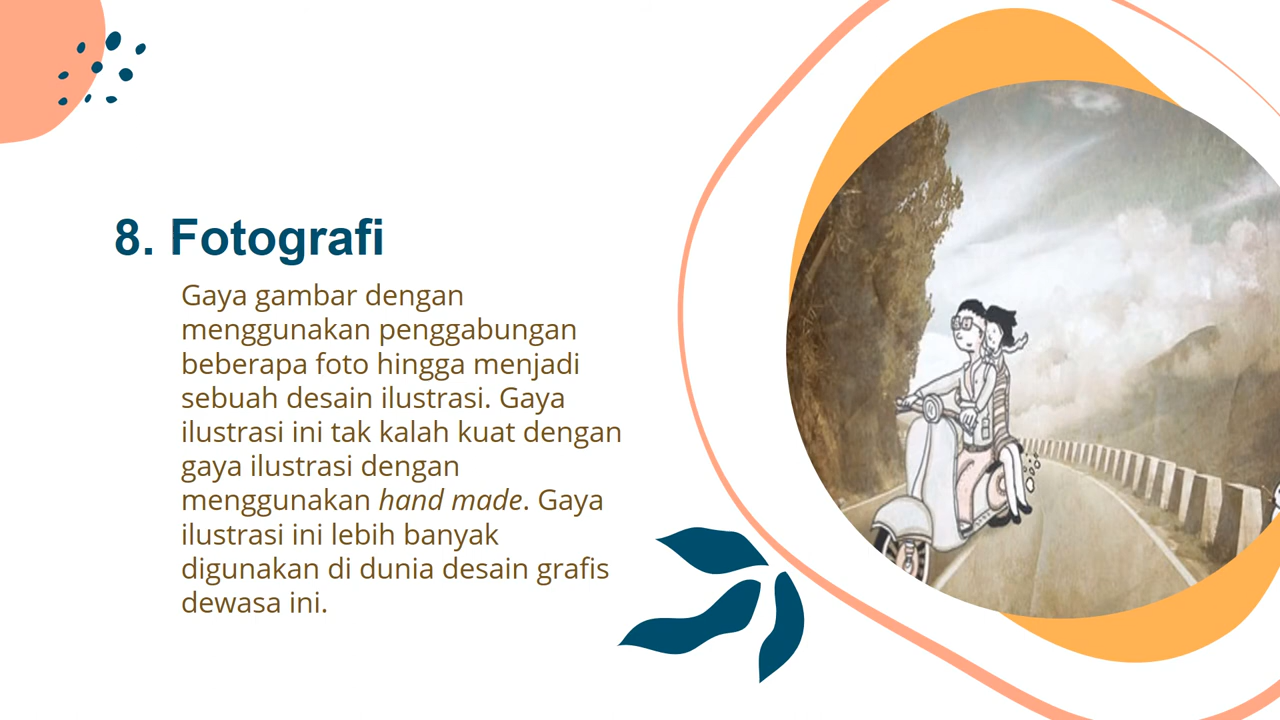 8. Fotografi
Gaya gambar dengan
menggunakan penggabungan
beberapa foto hingga menjadi
sebuah desain ilustrasi. Gaya
ilustrasi ini tak kalah kuat dengan
gaya ilustrasi dengan
menggunakan hand made. Gaya
ilustrasi ini lebih banyak
digunakan di dunia desain grafis
dewasa ini.